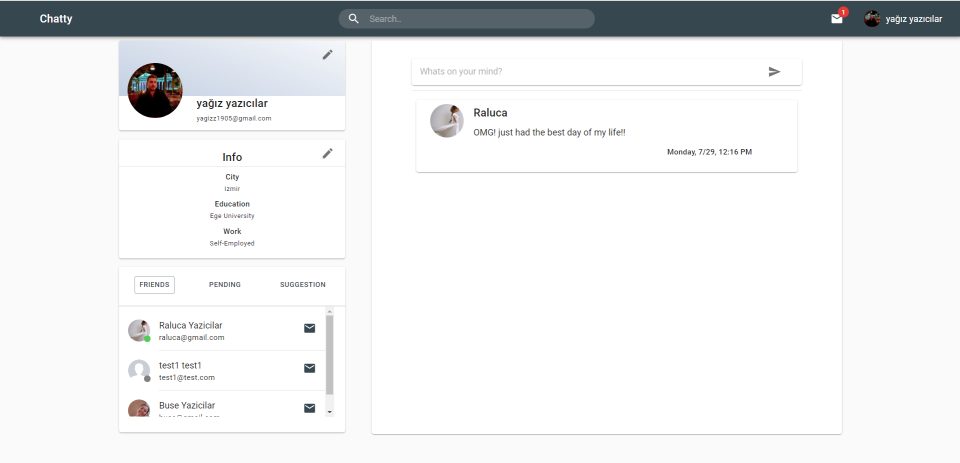 Chatty
Search..
1
yağız yazıcılar
yağız yazıcılar
yagizz1905@gmail.com
Info
City
Izmir
Education
Ege University
Work
Self-Employed
FRIENDS PENDING SUGGESTION
Raluca Yazicilar
raluca@gmail.com
test1 test1
test1@test.com
Buse Yazicilar
Whats on your mind?
Raluca
OMG! just had the best day of my life!!
Monday, 7/29, 12:16 PM